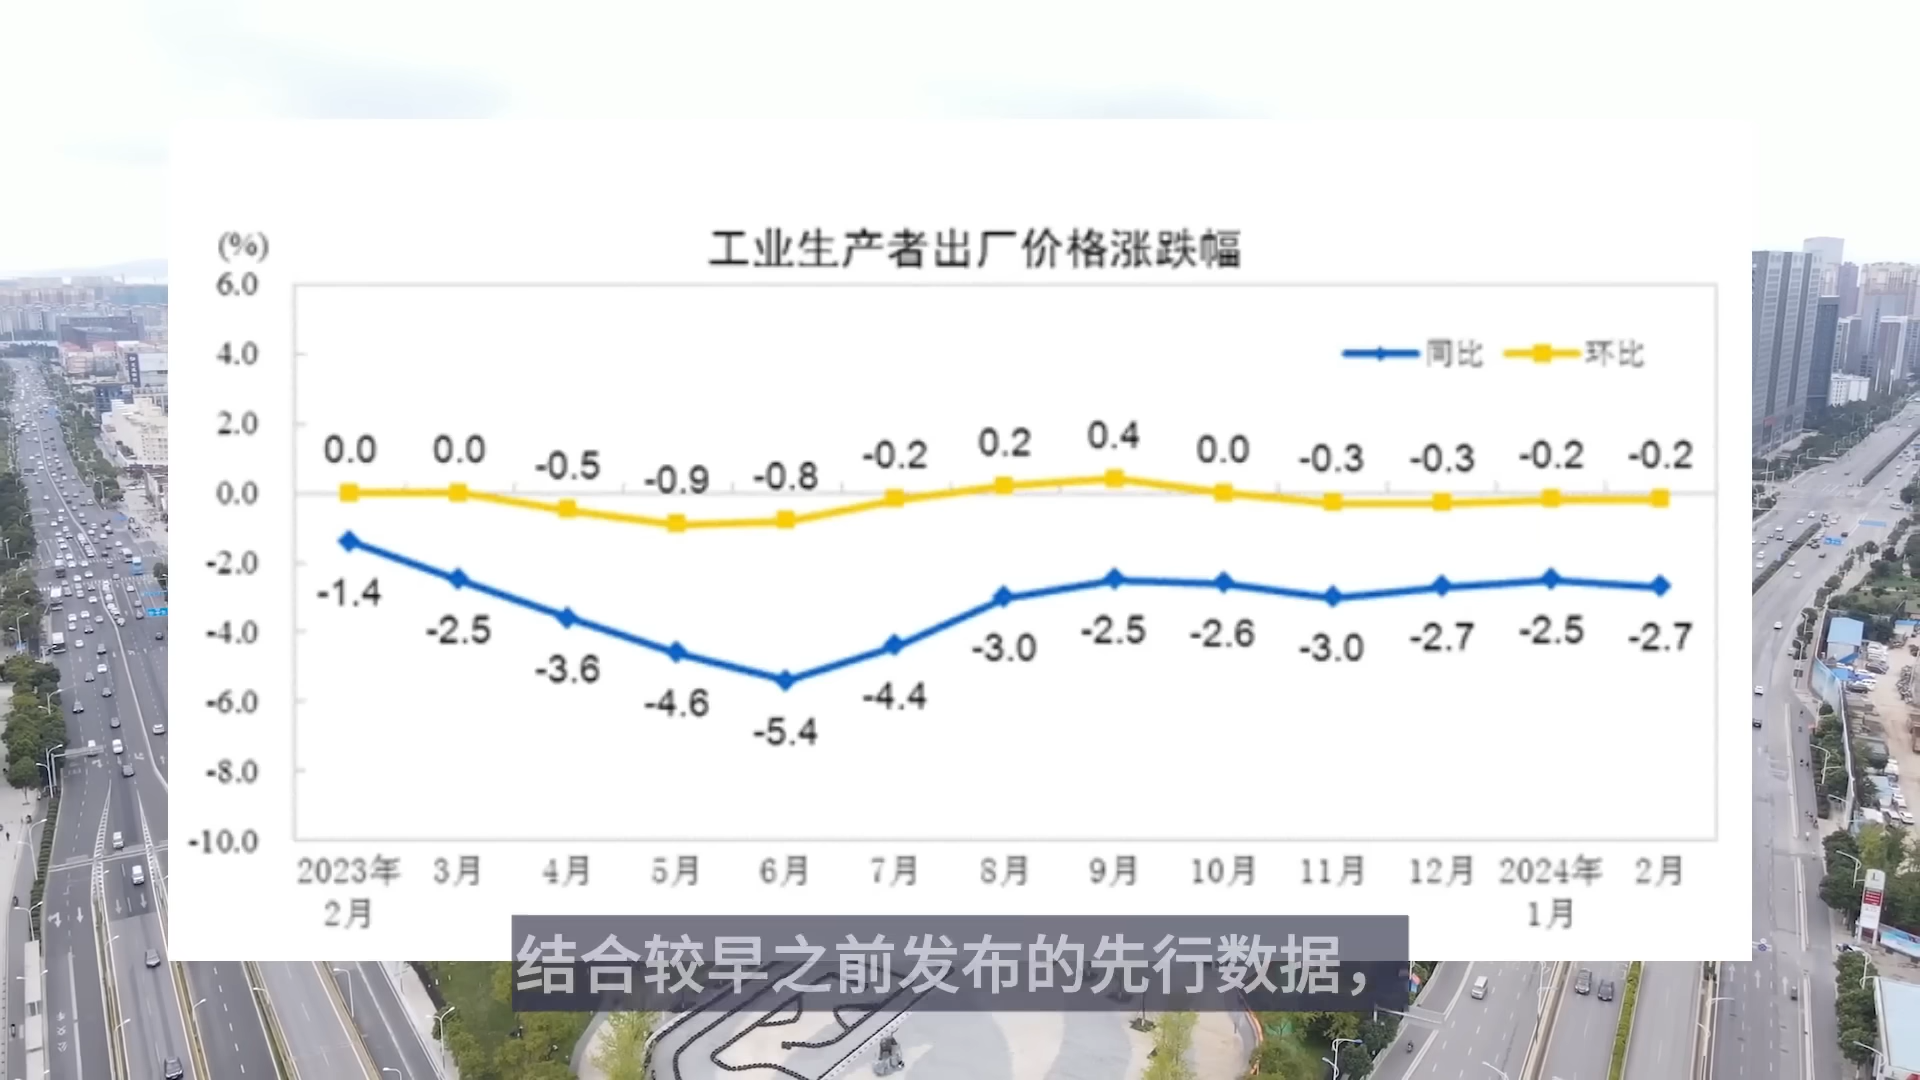 工业生产者出厂价格涨跌幅
(%)
6.0
4.0
2.0
0.0
-2.0
-4.0
-6.0
-8.0
-10.0
同比 环比
0.0 0.0 -0.5 -0.9 -0.8 -0.2 0.2 0.4 0.0 -0.3 -0.3 -0.2 -0.2
-1.4 -2.5 -3.6 -4.6 -5.4 -4.4 -3.0 -2.5 -2.6 -3.0 -2.7 -2.5 -2.7
2023年 3月 4月 5月 6月 7月 8月 9月 10月 11月 12月 2024年 2月
2月 1月
结合较早之前发布的先行数据，